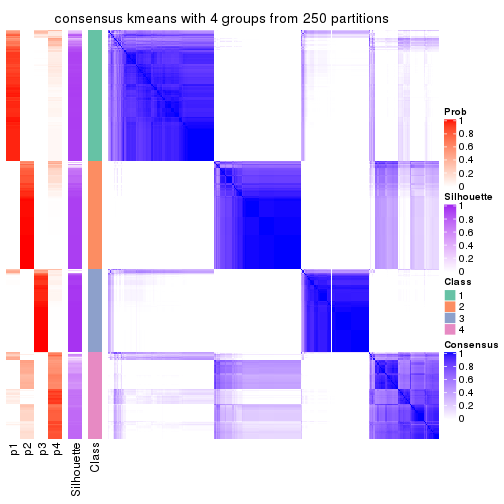 consensus kmeans with 4 groups from 250 partitions
Prob
1
0.8
0.6
0.4
0.2
0
Silhouette
1
0.8
0.6
0.4
0.2
0
Class
1
2
3
4
Consensus
1
0.8
0.6
0.4
0.2
0
p1
p2
p3
p4
Silhouette
Class